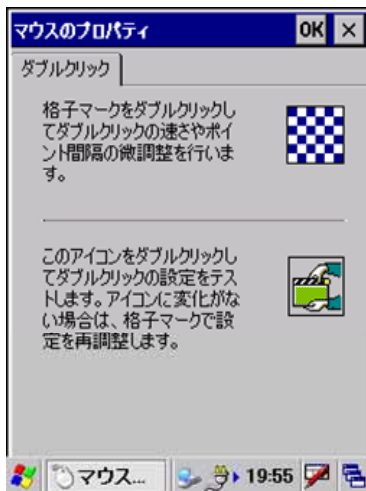 マウスのプロパティ OK ×
ダブルクリック
格子マークをダブルクリックし
てダブルクリックの速さやポイ
ント間隔の微調整を行いま
す。
このアイコンをダブルクリックし
てダブルクリックの設定をテス
トします。アイコンに変化がな
い場合は、格子マークで設
定を再調整します。
マウス... 19:55